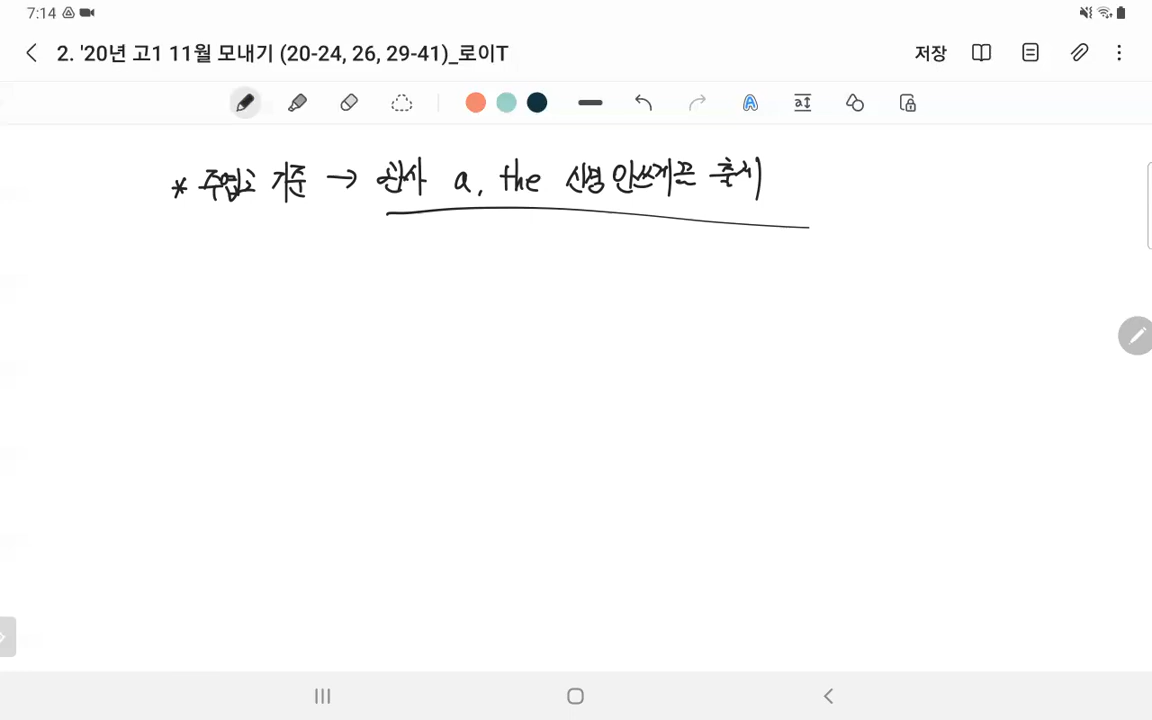 7:14
2. '20년 고1 11월 모내기 (20-24, 26, 29-41)_로이T
저장
* 주엽고 기준 → 관사 a, the 신경 안쓰게끔 출시